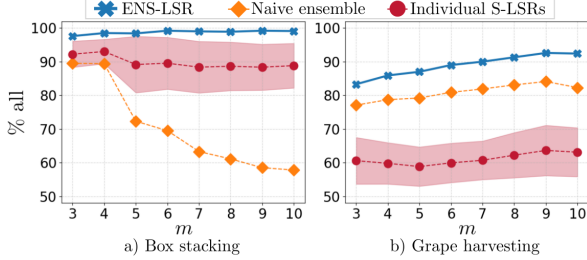 ENS-LSR Naive ensemble Individual S-LSRs
% all
100
90
80
70
60
50
3 4 5 6 7 8 9 10
m
a) Box stacking
100
90
80
70
60
50
3 4 5 6 7 8 9 10
m
b) Grape harvesting